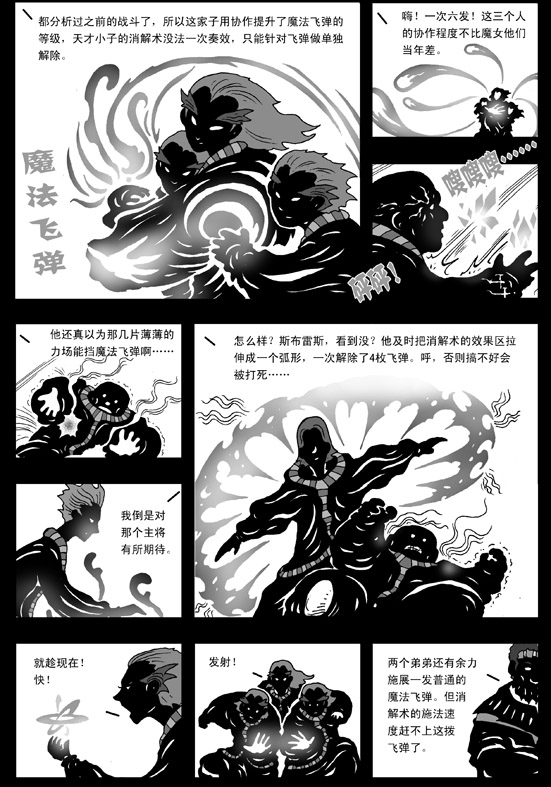 都分析过之前的战斗了，所以这家子用协作提升了魔法飞弹的
等级，天才小子的消解术没法一次奏效，只能针对飞弹做单独
解除。
魔法飞弹
嗨！一次六发！这三个人
的协作程度不比魔女他们
当年差。
嗖嗖嗖……
砰砰！
他还真以为那几片薄薄的
力场能挡魔法飞弹啊……
怎么样？斯布雷斯，看到没？他及时把消解术的效果区拉
伸成一个弧形，一次解除了4枚飞弹。呼，否则搞不好会
被打死……
我倒是对
那个主将
有所期待。
就趁现在！
快！
发射！
两个弟弟还有余力
施展一发普通的
魔法飞弹。但消
解术的施法速
度赶不上这拨
飞弹了。